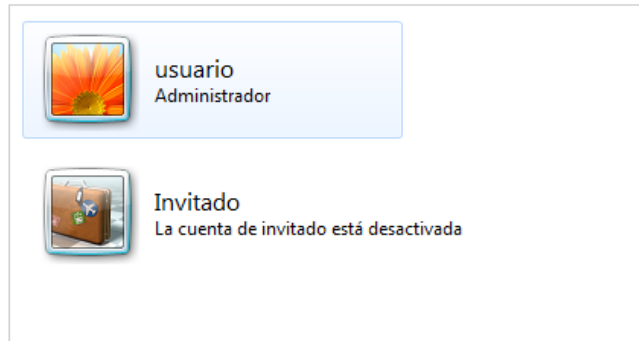 usuario
Administrador
Invitado
La cuenta de invitado está desactivada